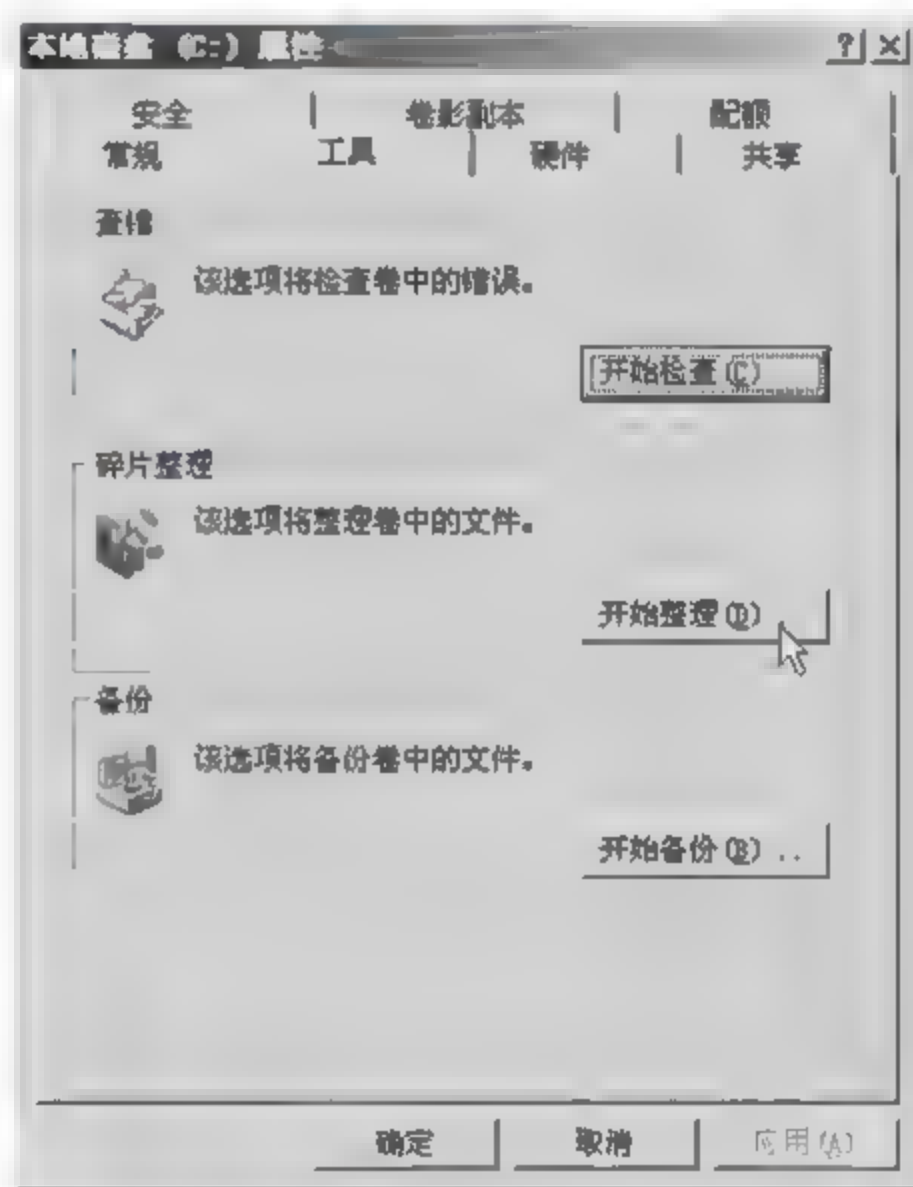 本地磁盘 (C:) 属性
安全 卷影副本 配额
常规 工具 硬件 共享
查错
该选项将检查卷中的错误。
开始检查(C)
碎片整理
该选项将整理卷中的文件。
开始整理(D)
备份
该选项将备份卷中的文件。
开始备份(B)..
确定 取消 应用(A)